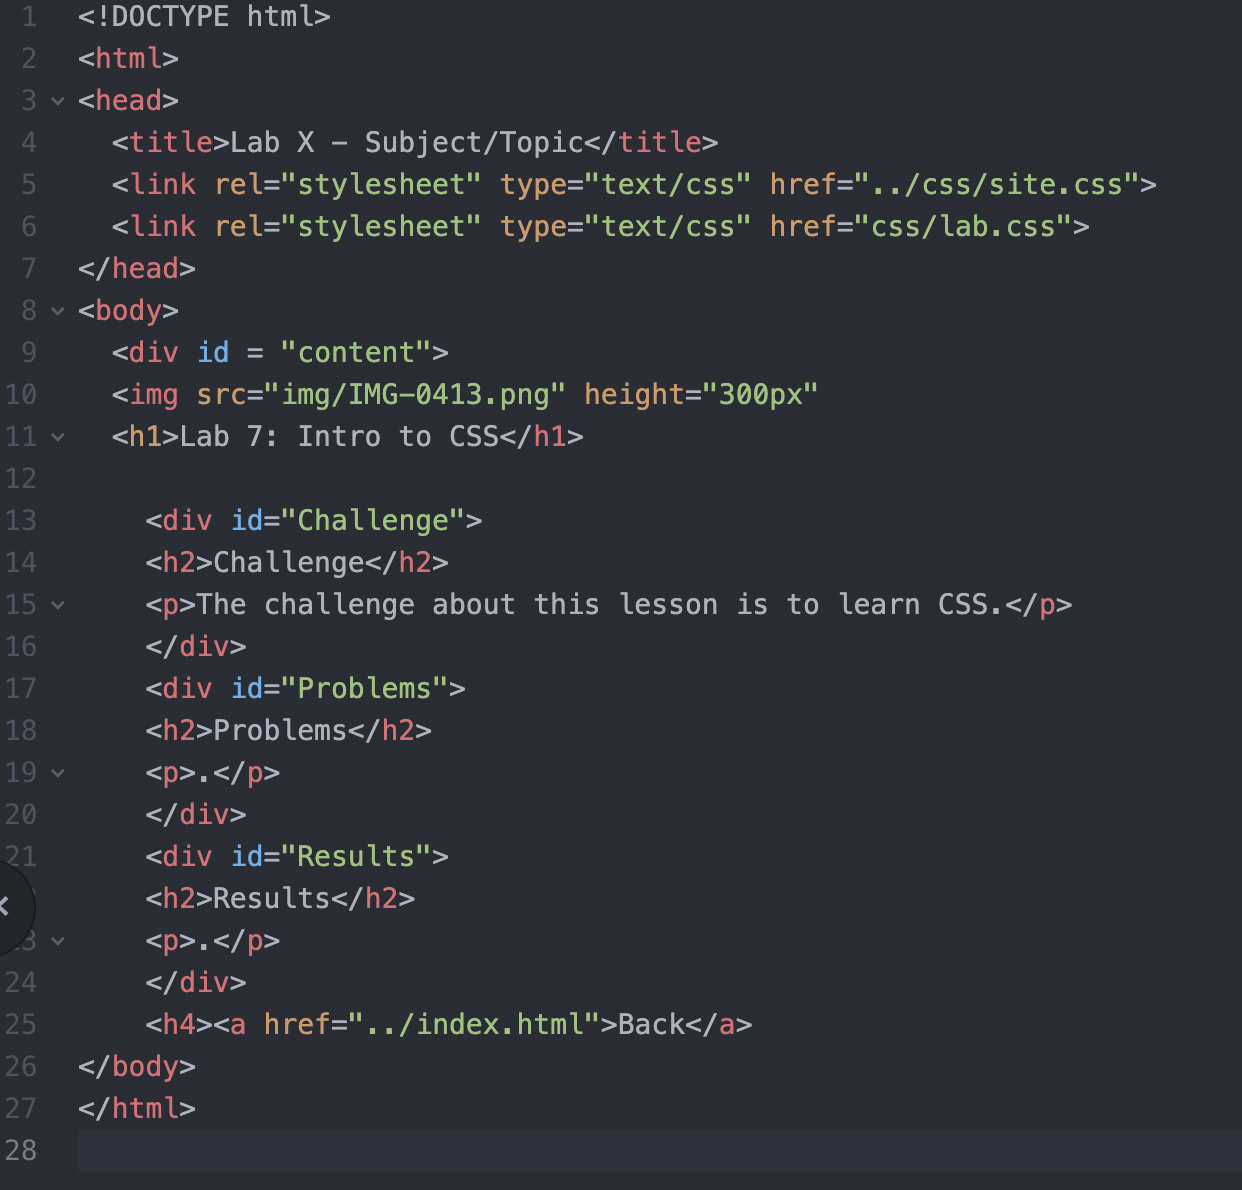 1 <!DOCTYPE html>
2 <html>
3 <head>
4 <title>Lab X - Subject/Topic</title>
5 <link rel="stylesheet" type="text/css" href="../css/site.css">
6 <link rel="stylesheet" type="text/css" href="css/lab.css">
7 </head>
8 <body>
9 <div id = "content">
10 <img src="img/IMG-0413.png" height="300px"
11 <h1>Lab 7: Intro to CSS</h1>
12
13 <div id="Challenge">
14 <h2>Challenge</h2>
15 <p>The challenge about this lesson is to learn CSS.</p>
16 </div>
17 <div id="Problems">
18 <h2>Problems</h2>
19 <p>.</p>
20 </div>
21 <div id="Results">
<h2>Results</h2>
3 <p>.</p>
24 </div>
25 <h4><a href="../index.html">Back</a>
26 </body>
27 </html>
28